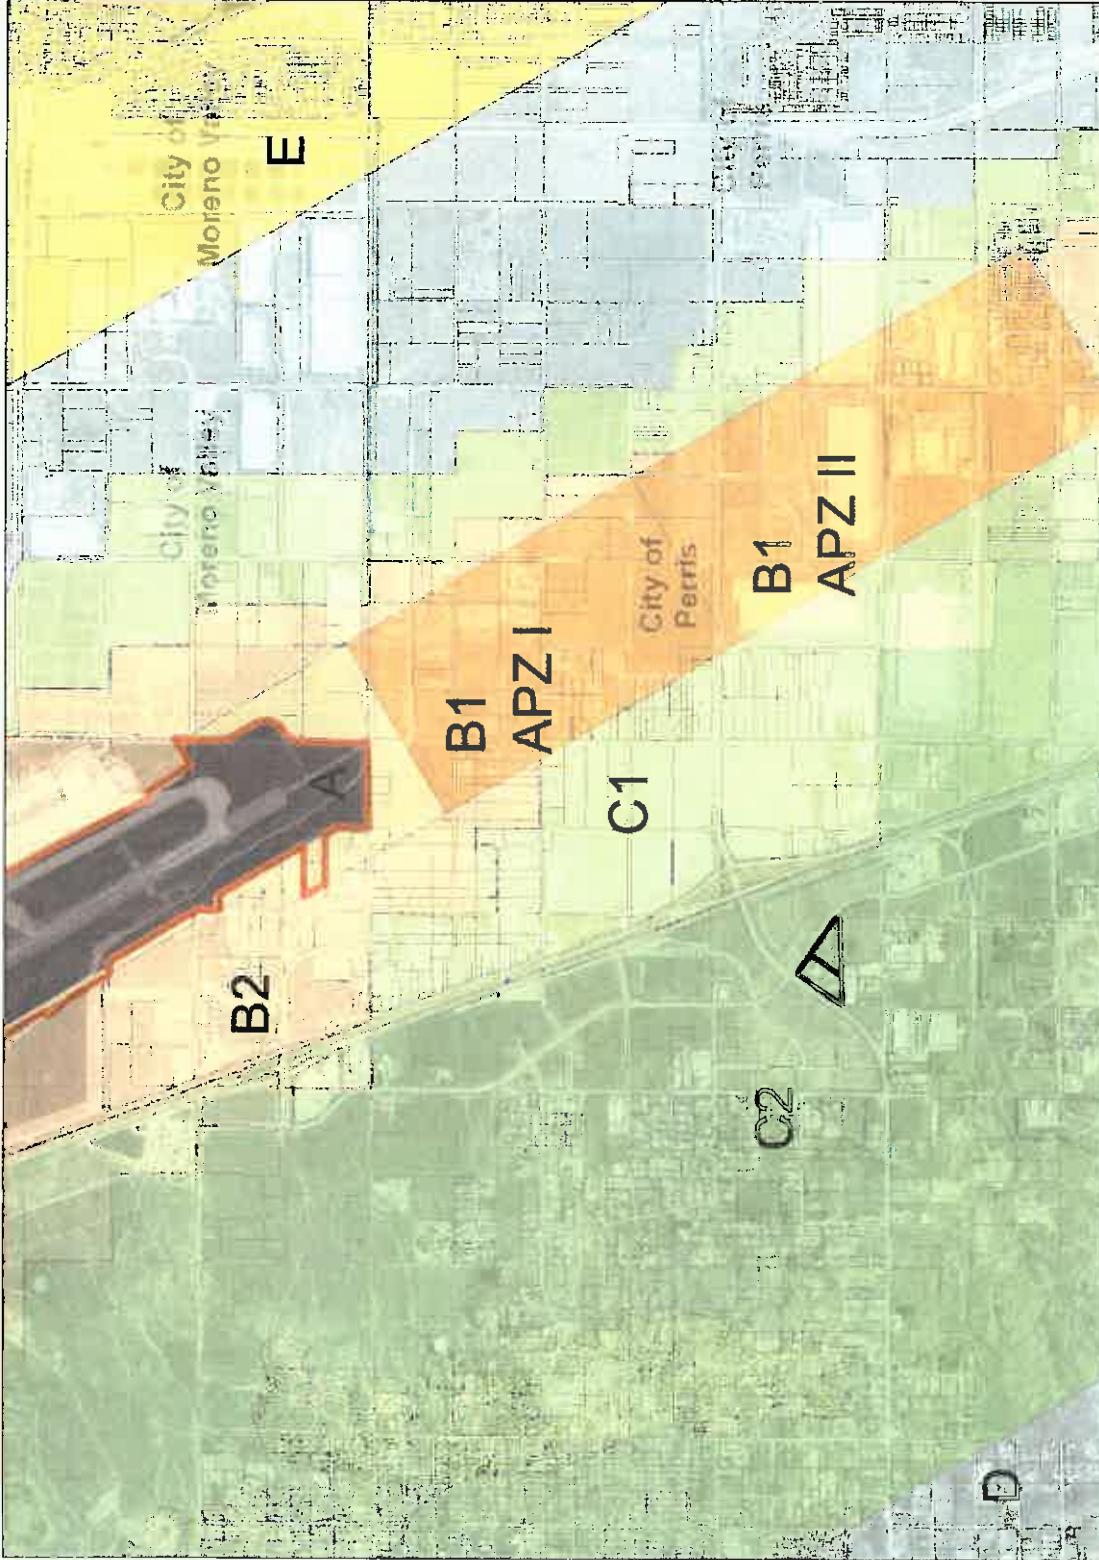 City of
Moreno Valley
E
City of
Moreno Valley
City of
Perris
B1
APZ I
B1
APZ II
A
B2
C1
C2
D